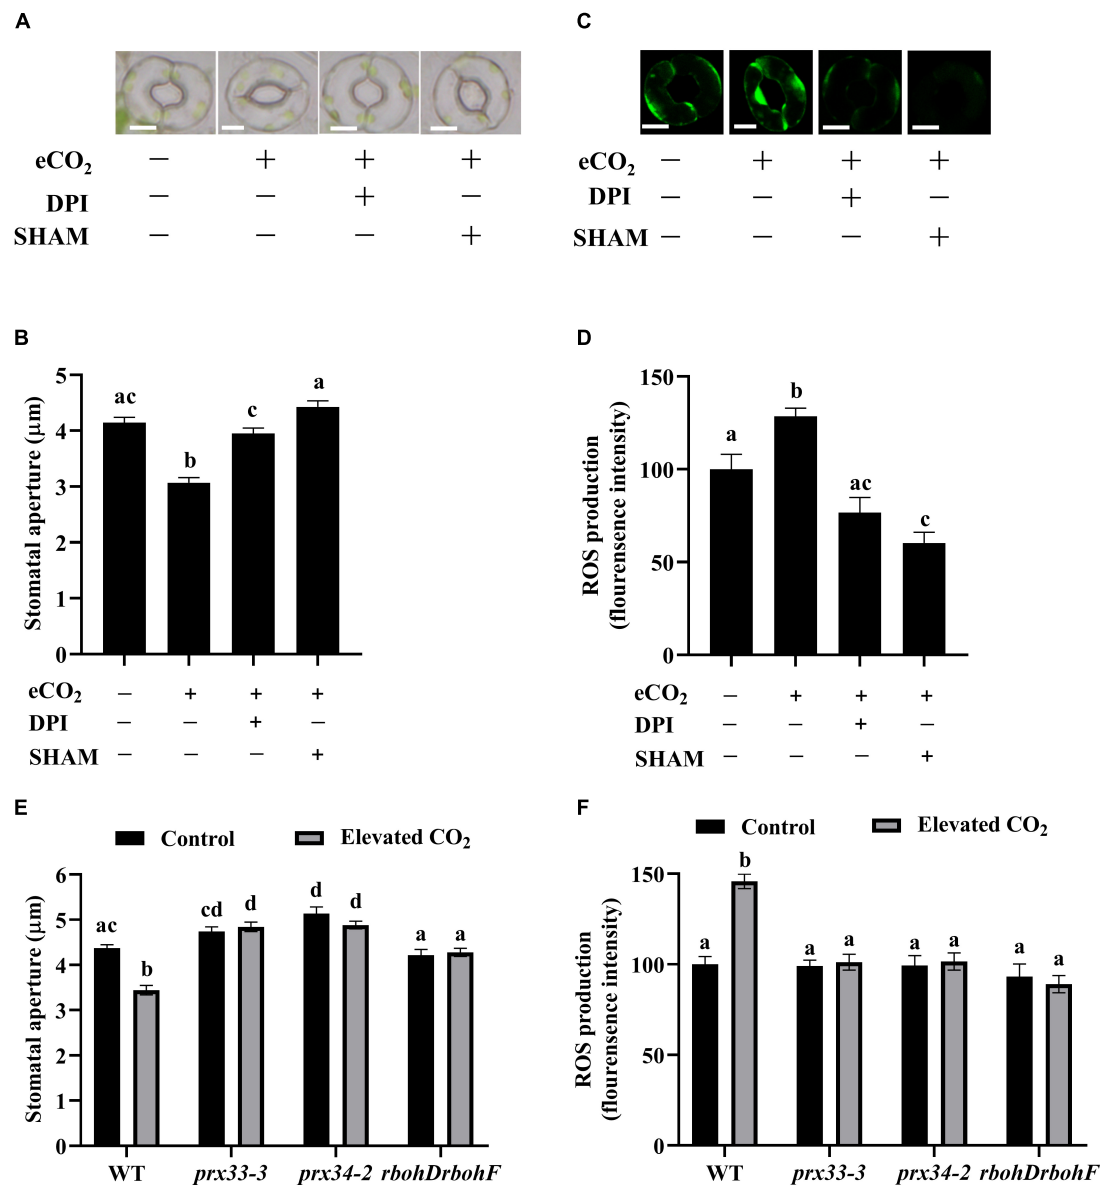 A
eCO2 − + + +
DPI − − + −
SHAM − − − +
C
eCO2 − + + +
DPI − − + −
SHAM − − − +
B
Stomatal aperture (μm)
5
4
3
2
1
0
ac
b
c
a
eCO2 − + + +
DPI − − + −
SHAM − − − +
D
ROS production
(flourensence intensity)
150
100
50
0
a
b
ac
c
eCO2 − + + +
DPI − − + −
SHAM − − − +
E
Control
Elevated CO2
Stomatal aperture (μm)
6
5
4
3
2
1
0
ac
b
cd
d
d
d
a
a
WT prx33-3 prx34-2 rbohDrbohF
F
Control
Elevated CO2
ROS production
(flourensence intensity)
150
100
50
0
a
b
a
a
a
a
a
a
WT prx33-3 prx34-2 rbohDrbohF